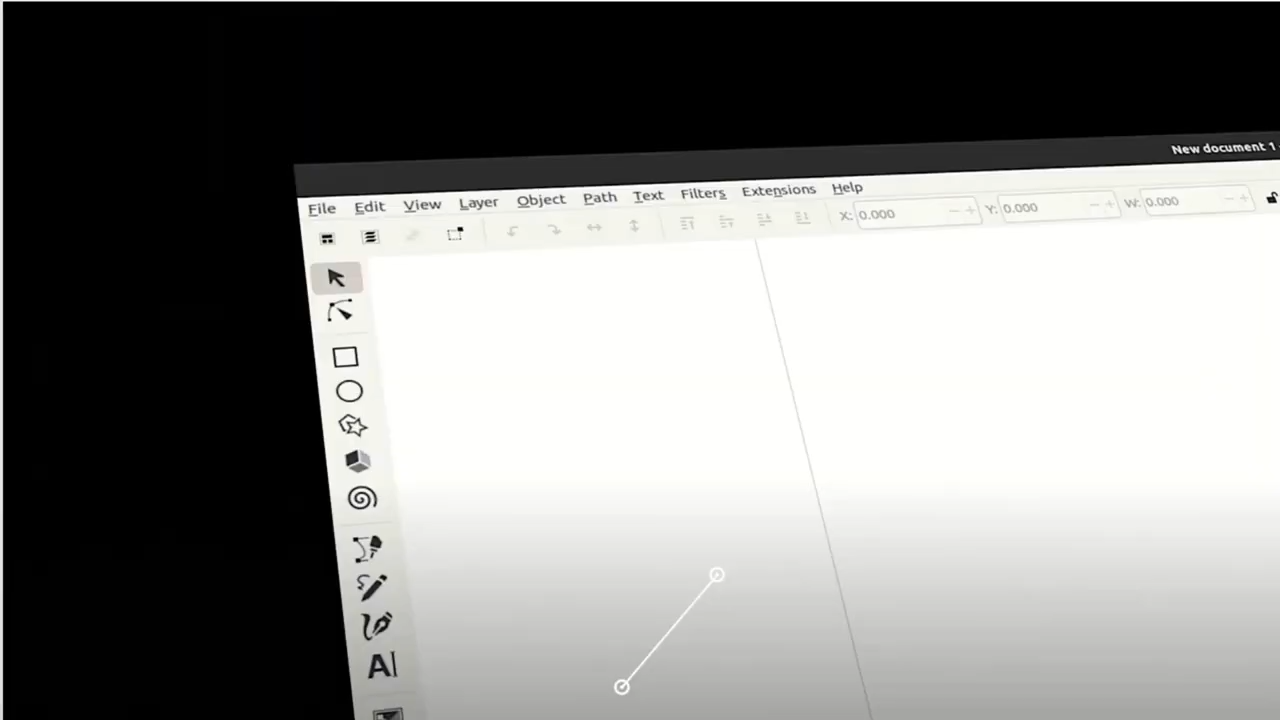 New document 1
File Edit View Layer Object Path Text Filters Extensions Help
X: 0.000 Y: 0.000 W: 0.000
A